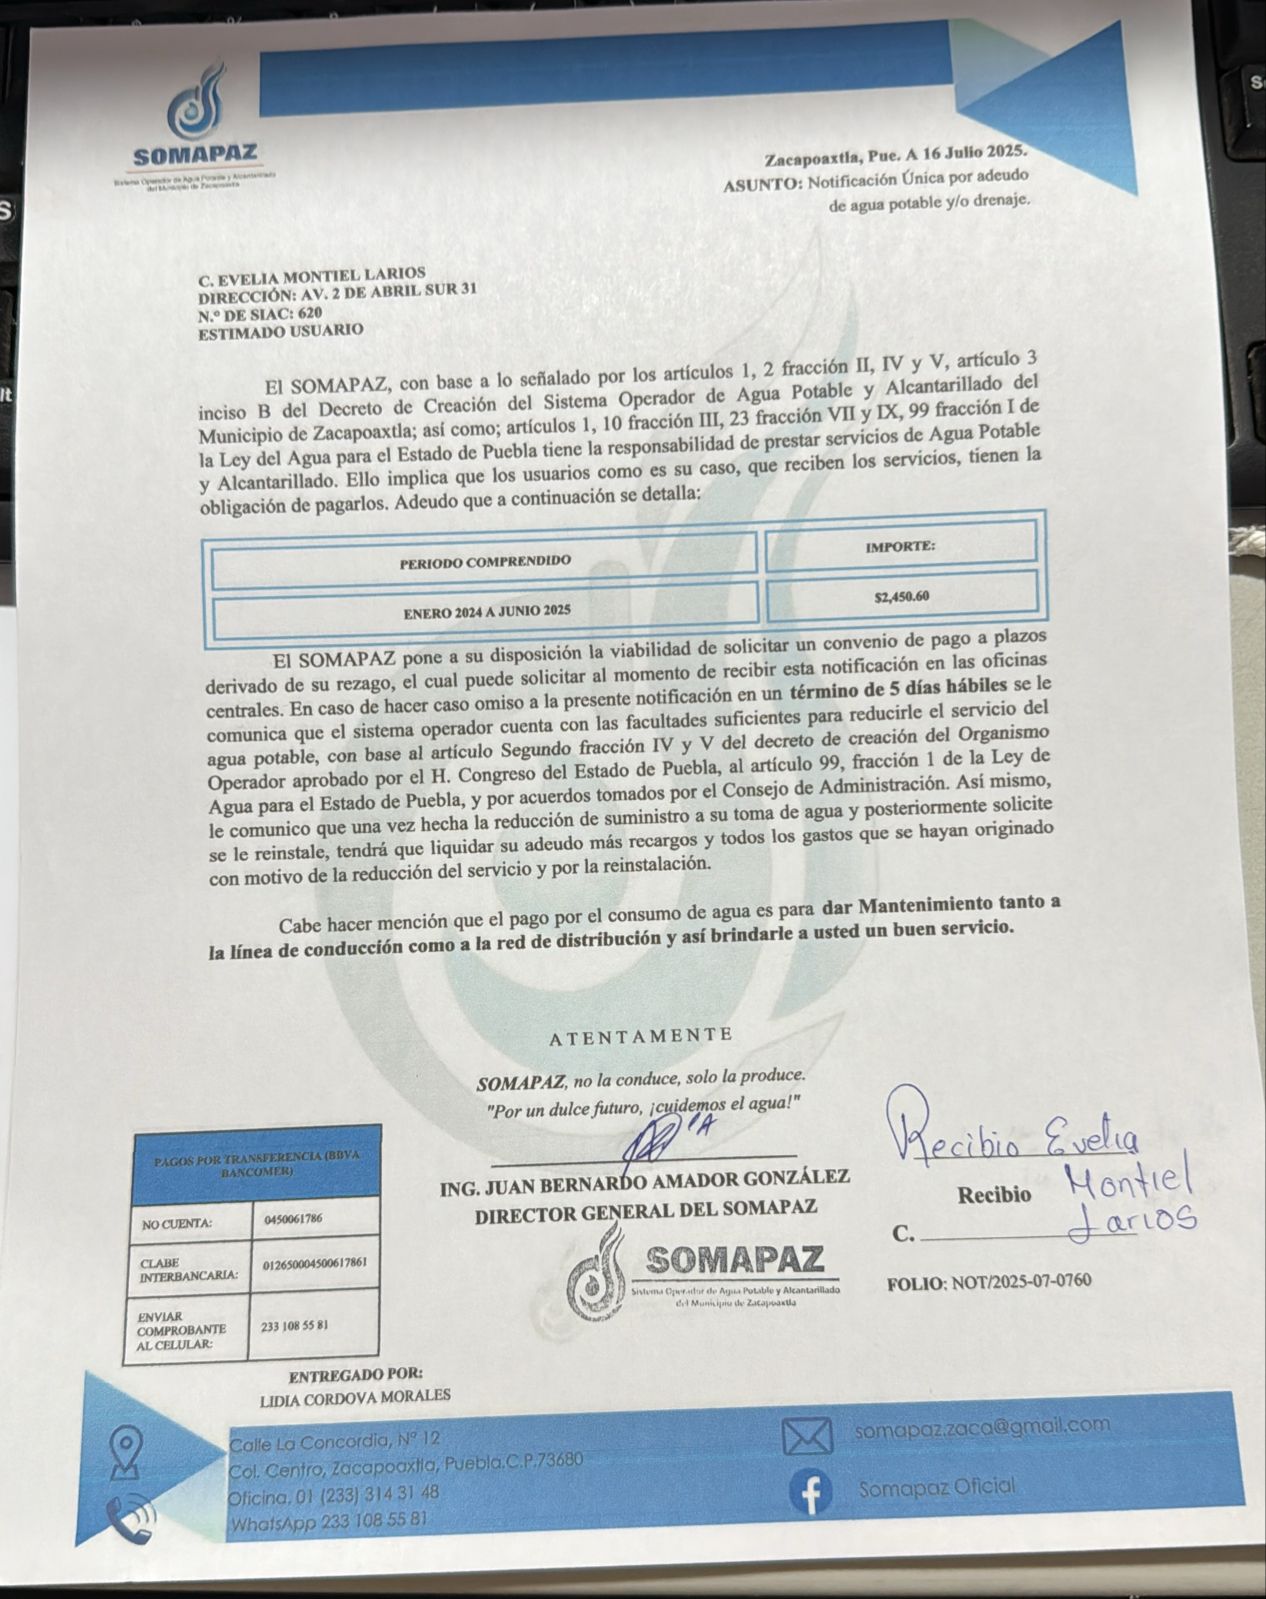 SOMAPAZ
Sistema Operador de Agua Potable y Alcantarillado
del Municipio de Zacapoaxtla
Zacapoaxtla, Pue. A 16 Julio 2025.
ASUNTO: Notificación Única por adeudo
de agua potable y/o drenaje.
C. EVELIA MONTIEL LARIOS
DIRECCIÓN: AV. 2 DE ABRIL SUR 31
N.º DE SIAC: 620
ESTIMADO USUARIO
El SOMAPAZ, con base a lo señalado por los artículos 1, 2 fracción II, IV y V, artículo 3
inciso B del Decreto de Creación del Sistema Operador de Agua Potable y Alcantarillado del
Municipio de Zacapoaxtla; así como; artículos 1, 10 fracción III, 23 fracción VII y IX, 99 fracción I de
la Ley del Agua para el Estado de Puebla tiene la responsabilidad de prestar servicios de Agua Potable
y Alcantarillado. Ello implica que los usuarios como es su caso, que reciben los servicios, tienen la
obligación de pagarlos. Adeudo que a continuación se detalla:
PERIODO COMPRENDIDO
IMPORTE:
ENERO 2024 A JUNIO 2025
$2,450.60
El SOMAPAZ pone a su disposición la viabilidad de solicitar un convenio de pago a plazos
derivado de su rezago, el cual puede solicitar al momento de recibir esta notificación en las oficinas
centrales. En caso de hacer caso omiso a la presente notificación en un término de 5 días hábiles se le
comunica que el sistema operador cuenta con las facultades suficientes para reducirle el servicio del
agua potable, con base al artículo Segundo fracción IV y V del decreto de creación del Organismo
Operador aprobado por el H. Congreso del Estado de Puebla, al artículo 99, fracción 1 de la Ley de
Agua para el Estado de Puebla, y por acuerdos tomados por el Consejo de Administración. Así mismo,
le comunico que una vez hecha la reducción de suministro a su toma de agua y posteriormente solicite
se le reinstale, tendrá que liquidar su adeudo más recargos y todos los gastos que se hayan originado
con motivo de la reducción del servicio y por la reinstalación.
Cabe hacer mención que el pago por el consumo de agua es para dar Mantenimiento tanto a
la línea de conducción como a la red de distribución y así brindarle a usted un buen servicio.
ATENTAMENTE
SOMAPAZ, no la conduce, solo la produce.
"Por un dulce futuro, ¡cuidemos el agua!"
ING. JUAN BERNARDO AMADOR GONZÁLEZ
DIRECTOR GENERAL DEL SOMAPAZ
SOMAPAZ
Sistema Operador de Agua Potable y Alcantarillado
del Municipio de Zacapoaxtla
Recibio Evelia
Montiel
Larios
Recibio
C.
FOLIO: NOT/2025-07-0760
PAGOS POR TRANSFERENCIA (BBVA
BANCOMER)
NO CUENTA: 0450061786
CLABE
INTERBANCARIA: 012650004500617861
ENVIAR
COMPROBANTE
AL CELULAR: 233 108 55 81
ENTREGADO POR:
LIDIA CORDOVA MORALES
Calle La Concordia, Nº 12
Col. Centro, Zacapoaxtla, Puebla.C.P.73680
Oficina. 01 (233) 314 31 48
WhatsApp 233 108 55 81
somapaz.zaca@gmail.com
Somapaz Oficial